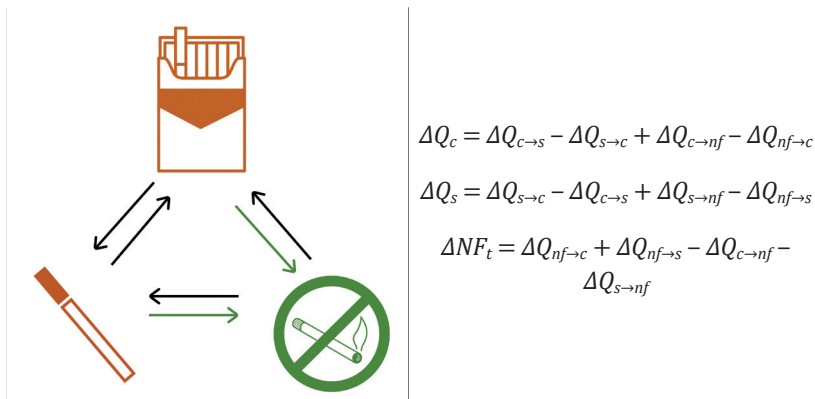 ΔQ_c = ΔQ_{c→s} − ΔQ_{s→c} + ΔQ_{c→nf} − ΔQ_{nf→c}
ΔQ_s = ΔQ_{s→c} − ΔQ_{c→s} + ΔQ_{s→nf} − ΔQ_{nf→s}
ΔNF_t = ΔQ_{nf→c} + ΔQ_{nf→s} − ΔQ_{c→nf} −
ΔQ_{s→nf}